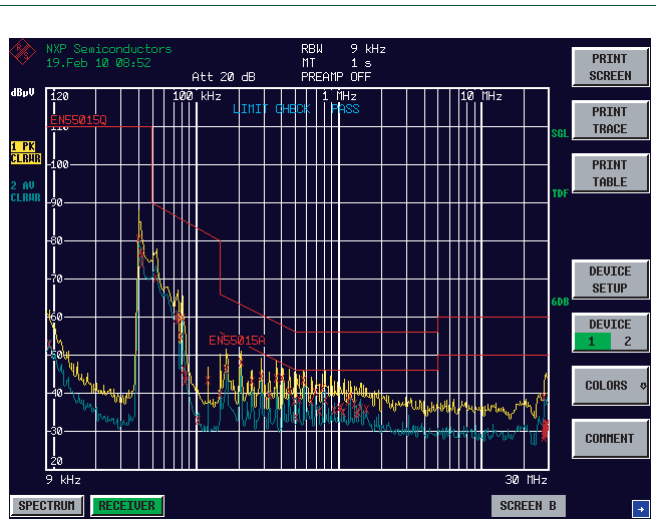 NXP Semiconductors
19.Feb 10 08:52
RBW 9 kHz
MT 1 s
Att 20 dB PREAMP OFF
PRINT SCREEN
dBµV
120
100 kHz
1 MHz
10 MHz
LIMIT CHECK PASS
EN55015Q
110
SGL
PRINT TRACE
1 PK
CLRWR
100
2 AV
CLRWR
90
TDF
PRINT TABLE
80
70
DEVICE SETUP
6DB
60
EN55015A
DEVICE
1 2
50
40
COLORS
30
COMMENT
20
9 kHz
30 MHz
SPECTRUM
RECEIVER
SCREEN B